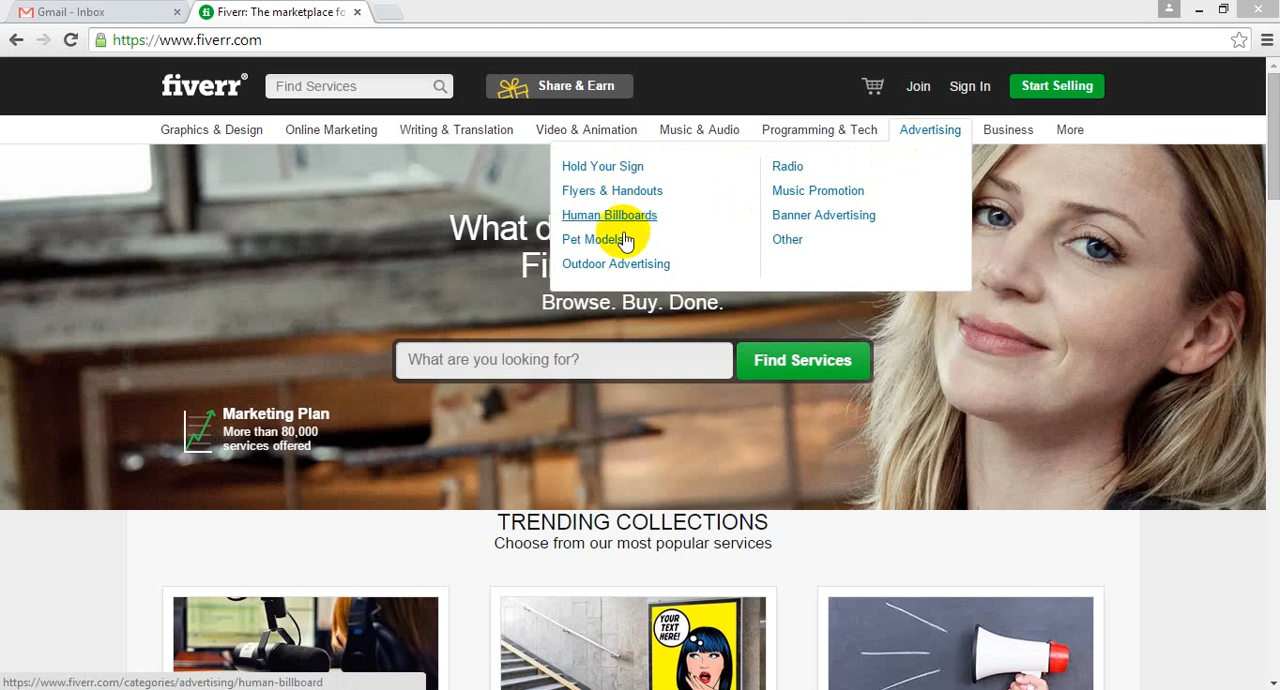 Gmail - Inbox
Fiverr: The marketplace fo
https://www.fiverr.com
fiverr®
Find Services
Share & Earn
Join
Sign In
Start Selling
Graphics & Design
Online Marketing
Writing & Translation
Video & Animation
Music & Audio
Programming & Tech
Advertising
Business
More
Hold Your Sign
Flyers & Handouts
Human Billboards
Pet Models
Outdoor Advertising
Radio
Music Promotion
Banner Advertising
Other
What d
Fi
Browse. Buy. Done.
What are you looking for?
Find Services
Marketing Plan
More than 80,000
services offered
TRENDING COLLECTIONS
Choose from our most popular services
YOUR
TEXT
HERE!
https://www.fiverr.com/categories/advertising/human-billboard